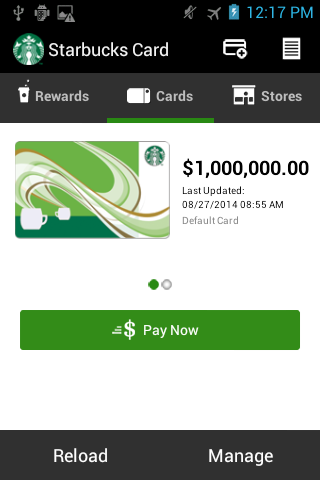 12:17 PM
Starbucks Card
Rewards
Cards
Stores
$1,000,000.00
Last Updated:
08/27/2014 08:55 AM
Default Card
$ Pay Now
Reload
Manage